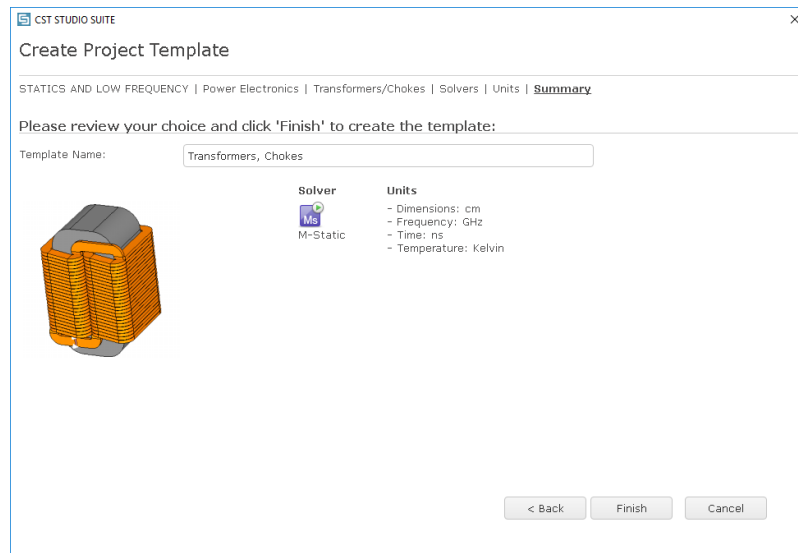 CST STUDIO SUITE
Create Project Template
STATICS AND LOW FREQUENCY | Power Electronics | Transformers/Chokes | Solvers | Units | Summary
Please review your choice and click 'Finish' to create the template:
Template Name:
Transformers, Chokes
Solver
Ms
M-Static
Units
- Dimensions: cm
- Frequency: GHz
- Time: ns
- Temperature: Kelvin
< Back
Finish
Cancel